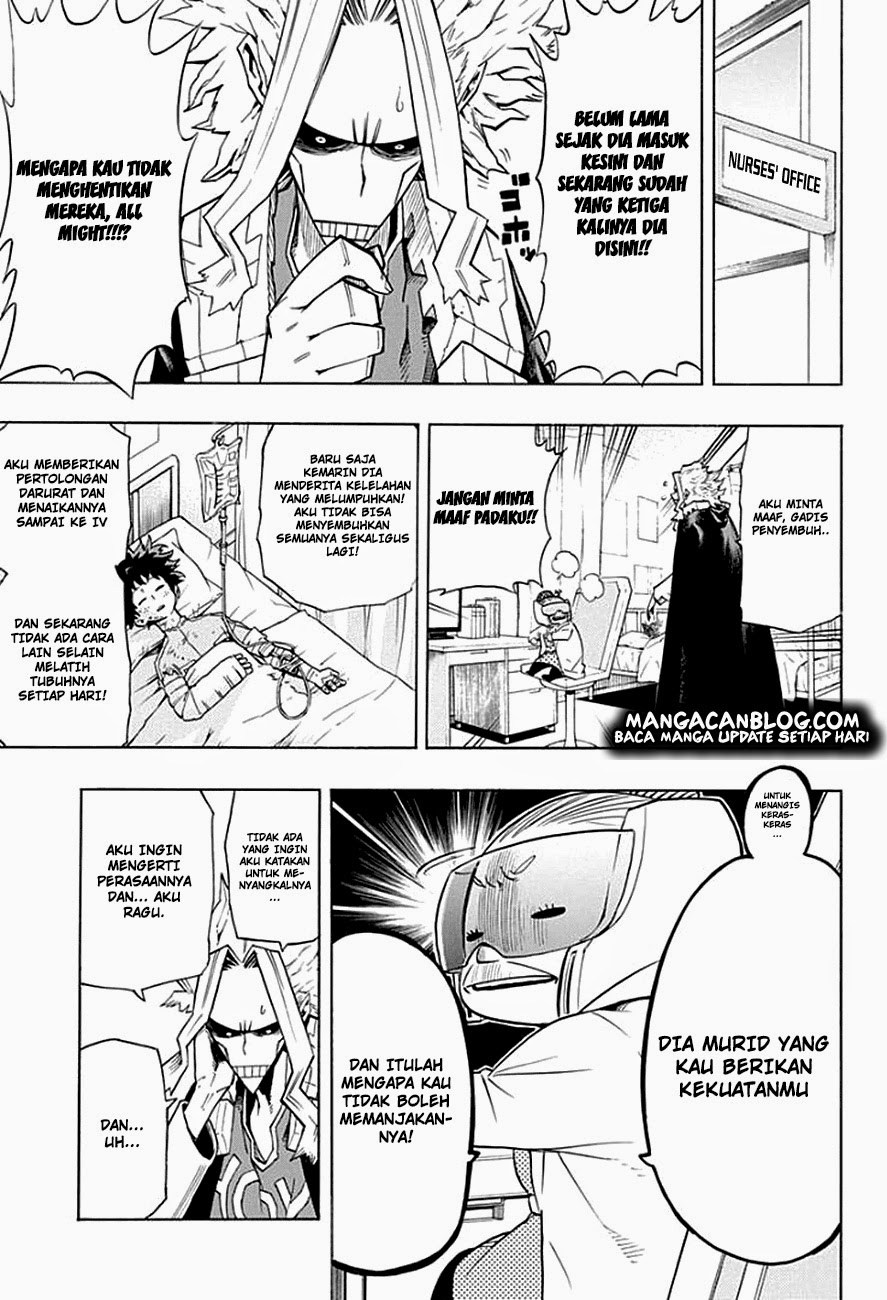 NURSES' OFFICE
BELUM LAMA
SEJAK DIA MASUK
KESINI DAN
SEKARANG SUDAH
YANG KETIGA
KALINYA DIA
DISINI!!
ゴホッ
MENGAPA KAU TIDAK
MENGHENTIKAN
MEREKA, ALL
MIGHT!!!?
AKU MINTA
MAAF, GADIS
PENYEMBUH..
JANGAN MINTA
MAAF PADAKU!!
BARU SAJA
KEMARIN DIA
MENDERITA KELELAHAN
YANG MELUMPUHKAN!
AKU TIDAK BISA
MENYEMBUHKAN
SEMUANYA SEKALIGUS
LAGI!
AKU MEMBERIKAN
PERTOLONGAN
DARURAT DAN
MENAIKANNYA
SAMPAI KE IV
DAN SEKARANG
TIDAK ADA CARA
LAIN SELAIN
MELATIH
TUBUHNYA
SETIAP HARI!
MANGACANBLOG.COM
BACA MANGA UPDATE SETIAP HARI
UNTUK
MENANGIS
KERAS-
KERAS
...
DIA MURID YANG
KAU BERIKAN
KEKUATANMU
DAN ITULAH
MENGAPA KAU
TIDAK BOLEH
MEMANJAKAN-
NYA!
TIDAK ADA
YANG INGIN
AKU KATAKAN
UNTUK ME-
NYANGKALNYA
...
AKU INGIN
MENGERTI
PERASAANNYA
DAN... AKU
RAGU.
DAN...
UH...